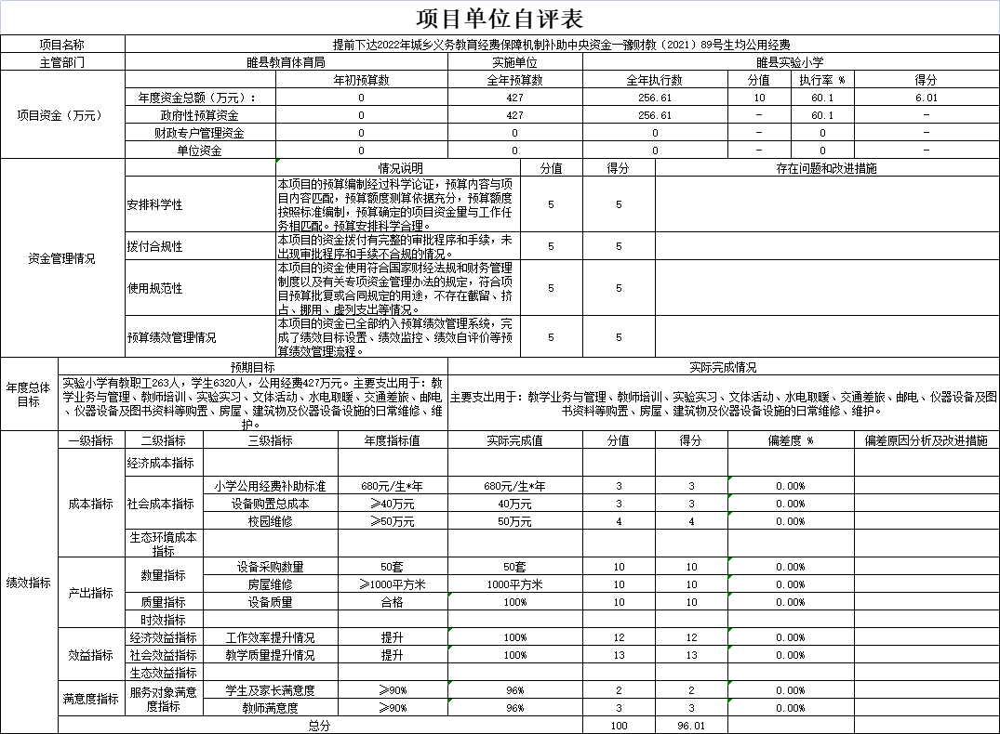 项目单位自评表
项目名称 提前下达2022年城乡义务教育经费保障机制补助中央资金—豫财教（2021）89号生均公用经费
主管部门 睢县教育体育局 实施单位 睢县实验小学
项目资金（万元） 年初预算数 全年预算数 全年执行数 分值 执行率 % 得分
年度资金总额（万元）： 0 427 256.61 10 60.1 6.01
政府性预算资金 0 427 256.61 - 60.1 -
财政专户管理资金 0 0 0 - 0 -
单位资金 0 0 0 - 0 -
资金管理情况 情况说明 分值 得分 存在问题和改进措施
安排科学性 5 5
本项目的预算编制经过科学论证，预算内容与项
目内容匹配，预算额度测算依据充分，预算额度
按照标准编制，预算确定的项目资金量与工作任
务相匹配。预算安排科学合理。
拨付合规性 5 5
本项目的资金拨付有完整的审批程序和手续，未
出现审批程序和手续不合规的情况。
使用规范性 5 5
本项目的资金使用符合国家财经法规和财务管理
制度以及有关专项资金管理办法的规定，符合项
目预算批复或合同规定的用途，不存在截留、挤
占、挪用、虚列支出等情况。
预算绩效管理情况 5 5
本项目的资金已全部纳入预算绩效管理系统，完
成了绩效目标设置、绩效监控、绩效自评价等预
算绩效管理流程。
年度总体
目标
预期目标 实际完成情况
实验小学有教职工263人，学生6320人，公用经费427万元。主要支出用于：教
学业务与管理、教师培训、实验实习、文体活动、水电取暖、交通差旅、邮电
、仪器设备及图书资料等购置、房屋、建筑物及仪器设备设施的日常维修、维
护。
主要支出用于：教学业务与管理、教师培训、实验实习、文体活动、水电取暖、交通差旅、邮电、仪器设备及图
书资料等购置、房屋、建筑物及仪器设备设施的日常维修、维护。
绩效指标 一级指标 二级指标 三级指标 年度指标值 实际完成值 分值 得分 偏差度 % 偏差原因分析及改进措施
成本指标 经济成本指标
社会成本指标 小学公用经费补助标准 680元/生*年 680元/生*年 3 3 0.00%
设备购置总成本 ≥40万元 40万元 3 3 0.00%
校园维修 ≥50万元 50万元 4 4 0.00%
生态环境成本
指标
产出指标 数量指标 设备采购数量 50套 50套 10 10 0.00%
房屋维修 ≥1000平方米 1000平方米 10 10 0.00%
质量指标 设备质量 合格 100% 10 10 0.00%
时效指标
效益指标 经济效益指标 工作效率提升情况 提升 100% 12 12 0.00%
社会效益指标 教学质量提升情况 提升 100% 13 13 0.00%
生态效益指标
满意度指标 服务对象满意
度指标
学生及家长满意度 ≥90% 96% 2 2 0.00%
教师满意度 ≥90% 96% 3 3 0.00%
总分 100 96.01